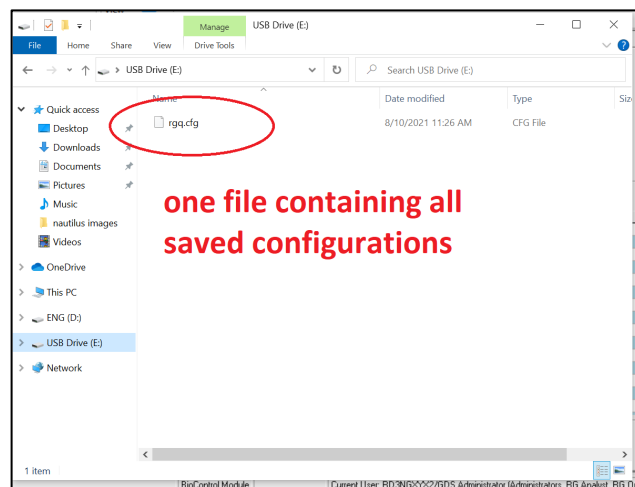 Manage
USB Drive (E:)
File
Home
Share
View
Drive Tools
USB Drive (E:)
Search USB Drive (E:)
Name
Date modified
Type
Size
Quick access
rgq.cfg
8/10/2021 11:26 AM
CFG File
Desktop
Downloads
Documents
Pictures
Music
nautilus images
Videos
one file containing all
saved configurations
OneDrive
This PC
ENG (D:)
USB Drive (E:)
Network
1 item
BioControl Module